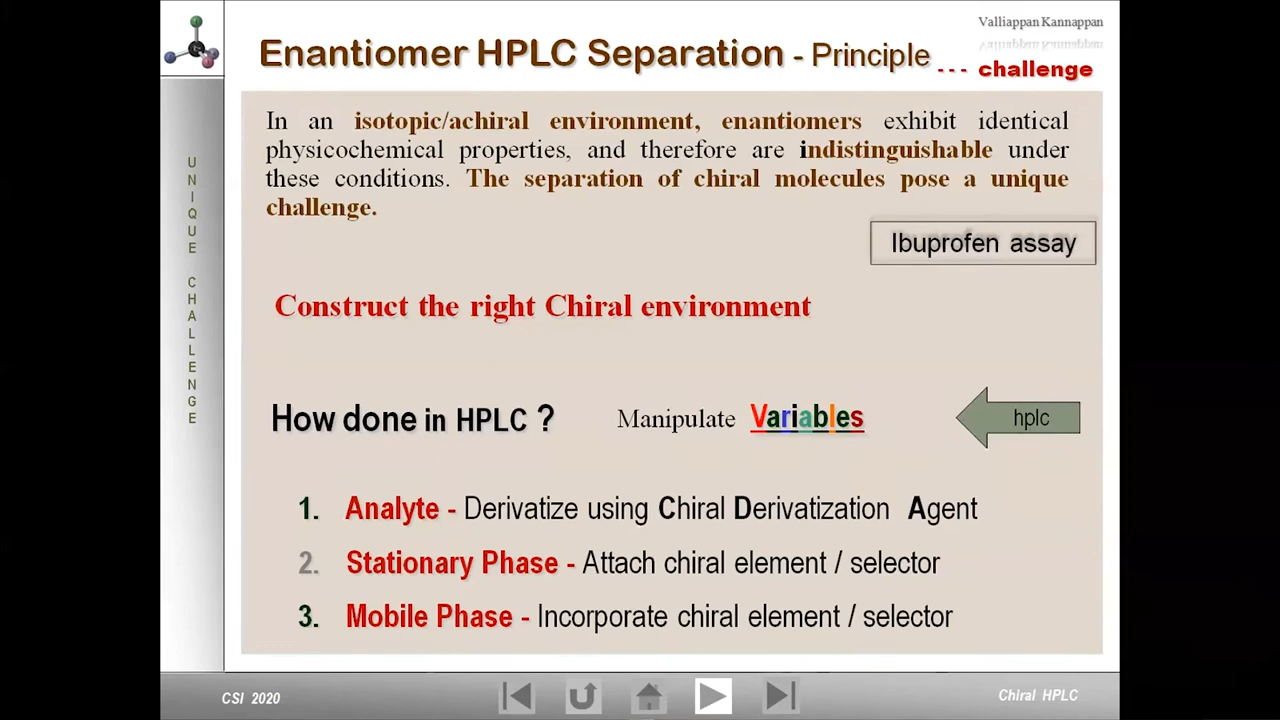 Valliappan Kannappan
Enantiomer HPLC Separation - Principle
--- challenge
UNIQUE CHALLENGE
In an isotopic/achiral environment, enantiomers exhibit identical
physicochemical properties, and therefore are indistinguishable under
these conditions. The separation of chiral molecules pose a unique
challenge.
Ibuprofen assay
Construct the right Chiral environment
How done in HPLC ? Manipulate Variables
hplc
1. Analyte - Derivatize using Chiral Derivatization Agent
2. Stationary Phase - Attach chiral element / selector
3. Mobile Phase - Incorporate chiral element / selector
CSI 2020
Chiral HPLC